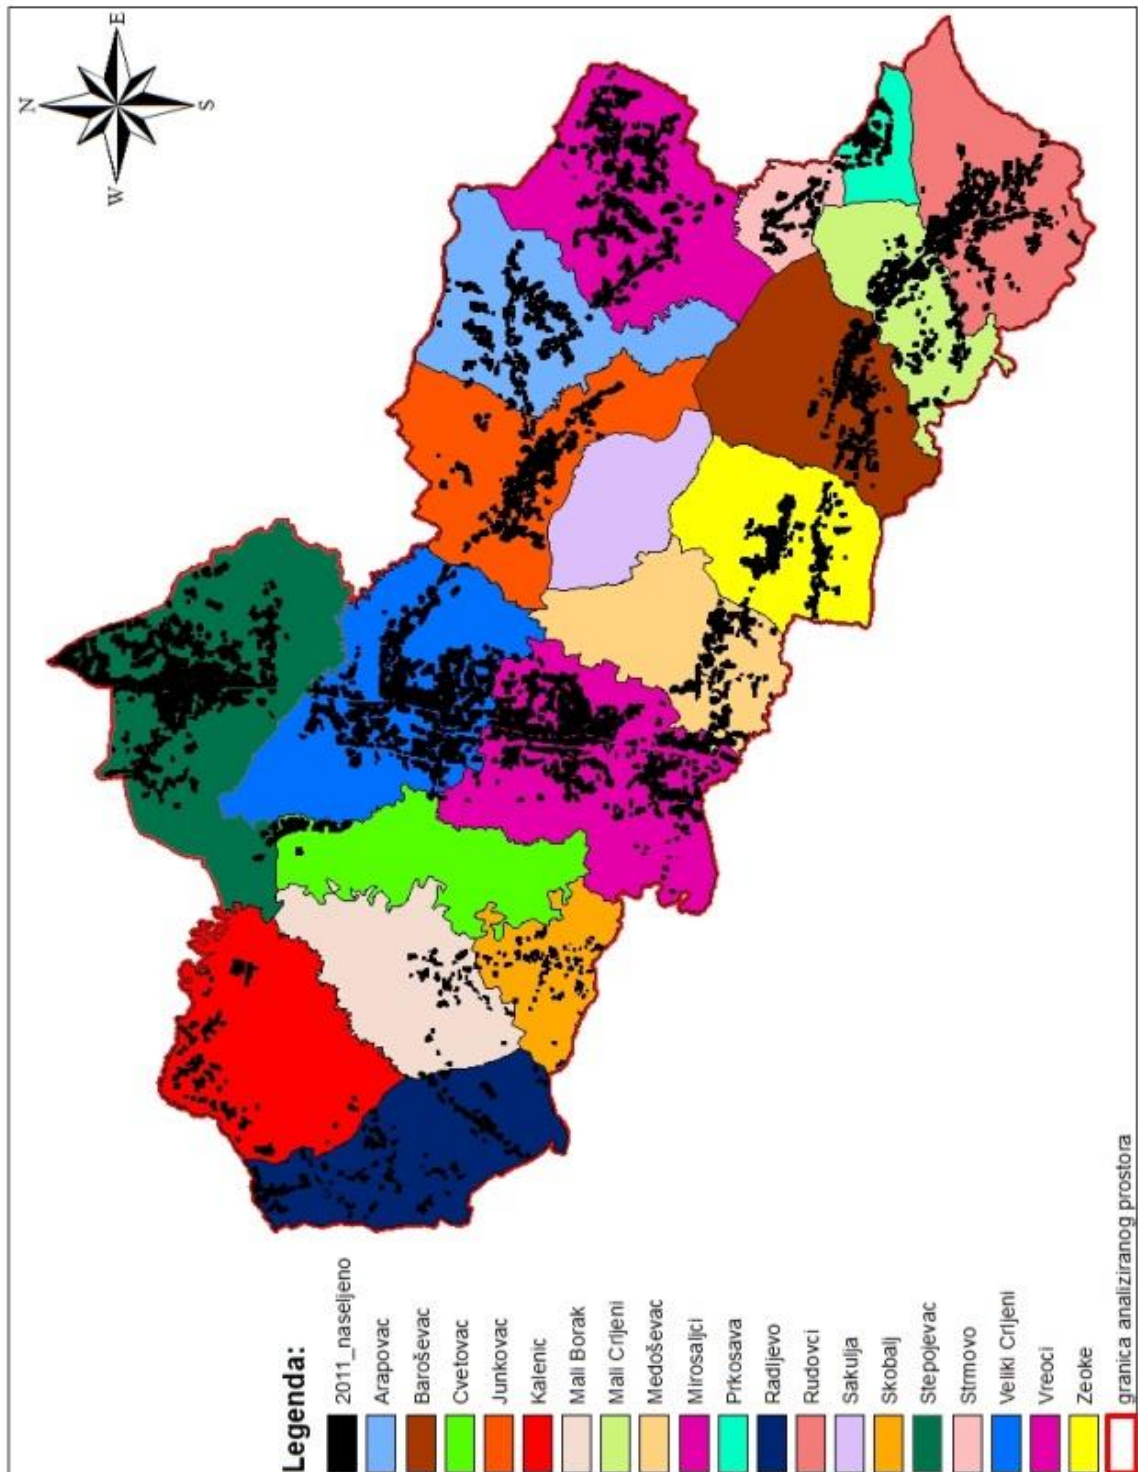 N
E
W
S
Legenda:
2011_naseljeno
Arapovac
Baroševac
Cvetovac
Junkovac
Kalenic
Mali Borak
Mali Crljeni
Medoševac
Mirosaljci
Prkosava
Radljevo
Rudovci
Sakulja
Skobalj
Stepojevac
Strmovo
Veliki Crljeni
Vreoci
Zeoke
granica analiziranog prostora